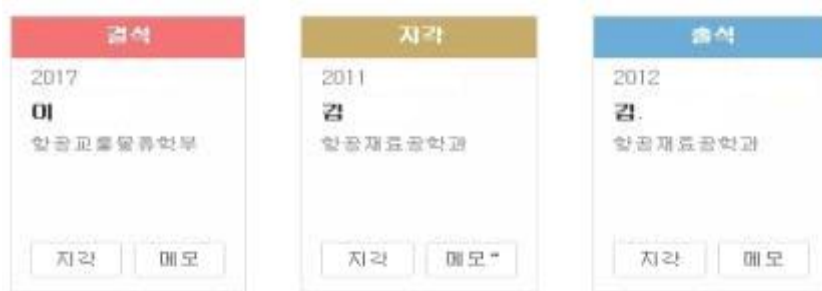 결석
2017
이
항공교통물류학부
지각 메모
지각
2011
김
항공재료공학과
지각 메모
출석
2012
김.
항공재료공학과
지각 메모